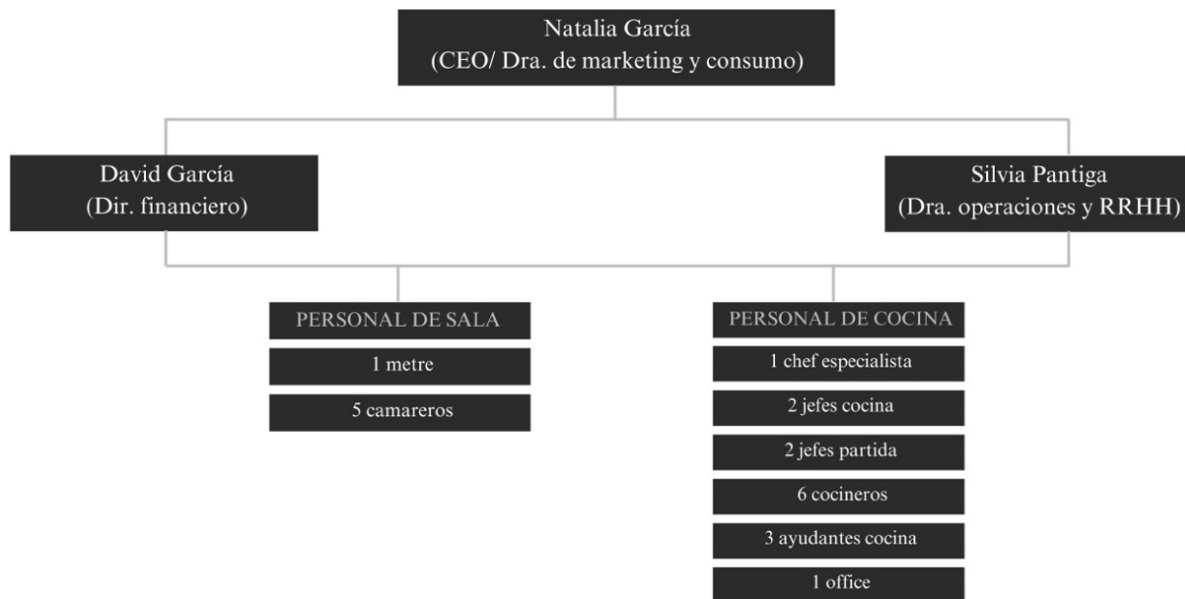 Natalia García
(CEO/ Dra. de marketing y consumo)
David García
(Dir. financiero)
Silvia Pantiga
(Dra. operaciones y RRHH)
PERSONAL DE SALA
1 metre
5 camareros
PERSONAL DE COCINA
1 chef especialista
2 jefes cocina
2 jefes partida
6 cocineros
3 ayudantes cocina
1 office